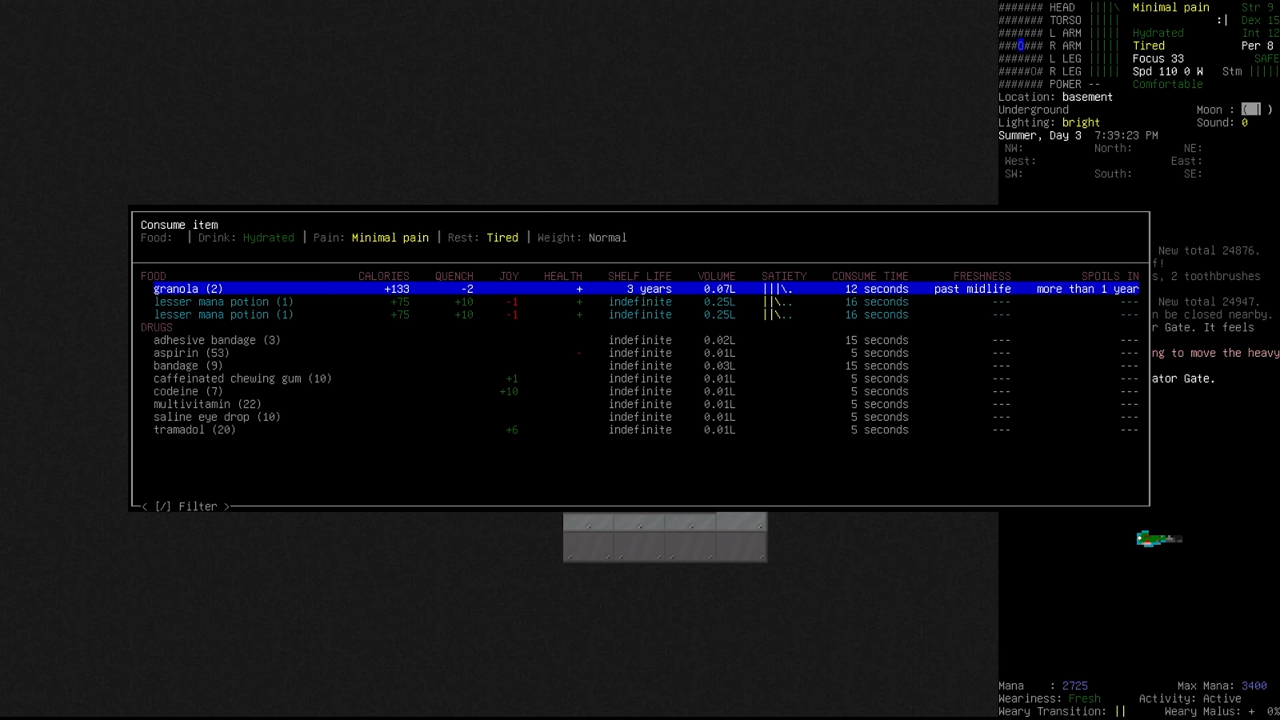 ####### HEAD ||||\ Minimal pain Str 9
####### TORSO ||||| :| Dex 15
####### L ARM ||||| Hydrated Int 12
###O### R ARM ||||| Tired Per 8
####### L LEG ||||| Focus 33 SAFE
#####O# R LEG ||||| Spd 110 0 W Stm |||||
####### POWER -- Comfortable
Location: basement
Underground Moon : ( | )
Lighting: bright Sound: 0
Summer, Day 3 7:39:23 PM
NW: North: NE:
West: East:
SW: South: SE:
Consume item
Food: | Drink: Hydrated | Pain: Minimal pain | Rest: Tired | Weight: Normal
New total 24876.
f!
FOOD CALORIES QUENCH JOY HEALTH SHELF LIFE VOLUME SATIETY CONSUME TIME FRESHNESS SPOILS IN
s, 2 toothbrushes
granola (2) +133 -2 + 3 years 0.07L |||\. 12 seconds past midlife more than 1 year
lesser mana potion (1) +75 +10 -1 + indefinite 0.25L ||\.. 16 seconds --- ---
New total 24947.
lesser mana potion (1) +75 +10 -1 + indefinite 0.25L ||\.. 16 seconds --- ---
n be closed nearby.
DRUGS
r Gate. It feels
adhesive bandage (3) indefinite 0.02L 15 seconds --- ---
aspirin (53) - indefinite 0.01L 5 seconds --- ---
ng to move the heavy
bandage (9) indefinite 0.03L 15 seconds --- ---
caffeinated chewing gum (10) +1 indefinite 0.01L 5 seconds --- ---
ator Gate.
codeine (7) +10 indefinite 0.01L 5 seconds --- ---
multivitamin (22) indefinite 0.01L 5 seconds --- ---
saline eye drop (10) indefinite 0.01L 5 seconds --- ---
tramadol (20) +6 indefinite 0.01L 5 seconds --- ---
< [/] Filter >
Mana : 2725 Max Mana: 3400
Weariness: Fresh Activity: Active
Weary Transition: || Weary Malus: + 0%